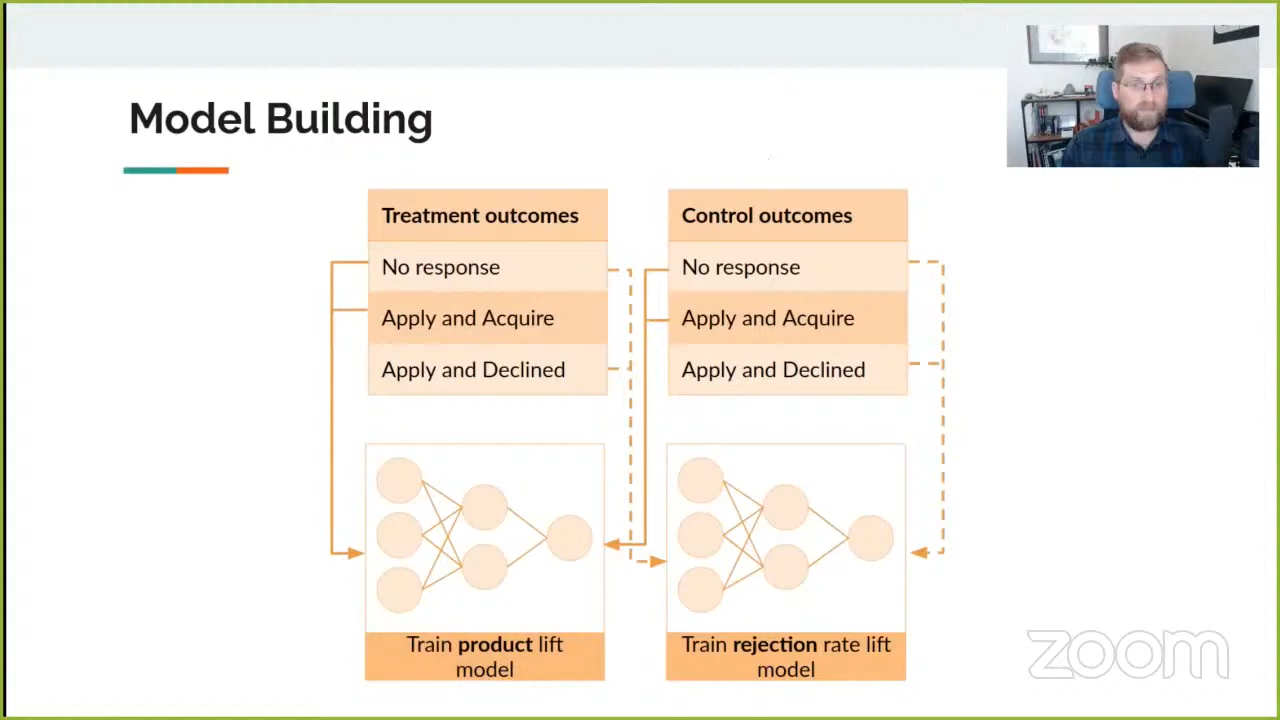 Model Building
Treatment outcomes
No response
Apply and Acquire
Apply and Declined
Control outcomes
No response
Apply and Acquire
Apply and Declined
Train product lift
model
Train rejection rate lift
model
zoom